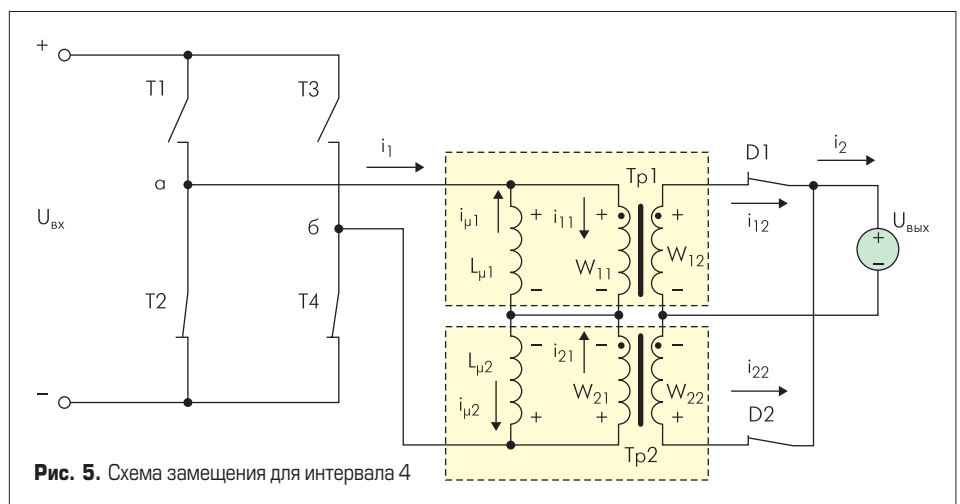 +
T1
T3
i₁
a
б
Uвх
T2
T4
−
Tp1
iμ1
+
i₁₁
+
+
Lμ1
W₁₁
W₁₂
−
−
−
D1
i₂
i₁₂
Uвых
+
−
−
i₂₁
−
−
Lμ2
W₂₁
W₂₂
iμ2
+
+
+
Tp2
i₂₂
D2
Рис. 5. Схема замещения для интервала 4